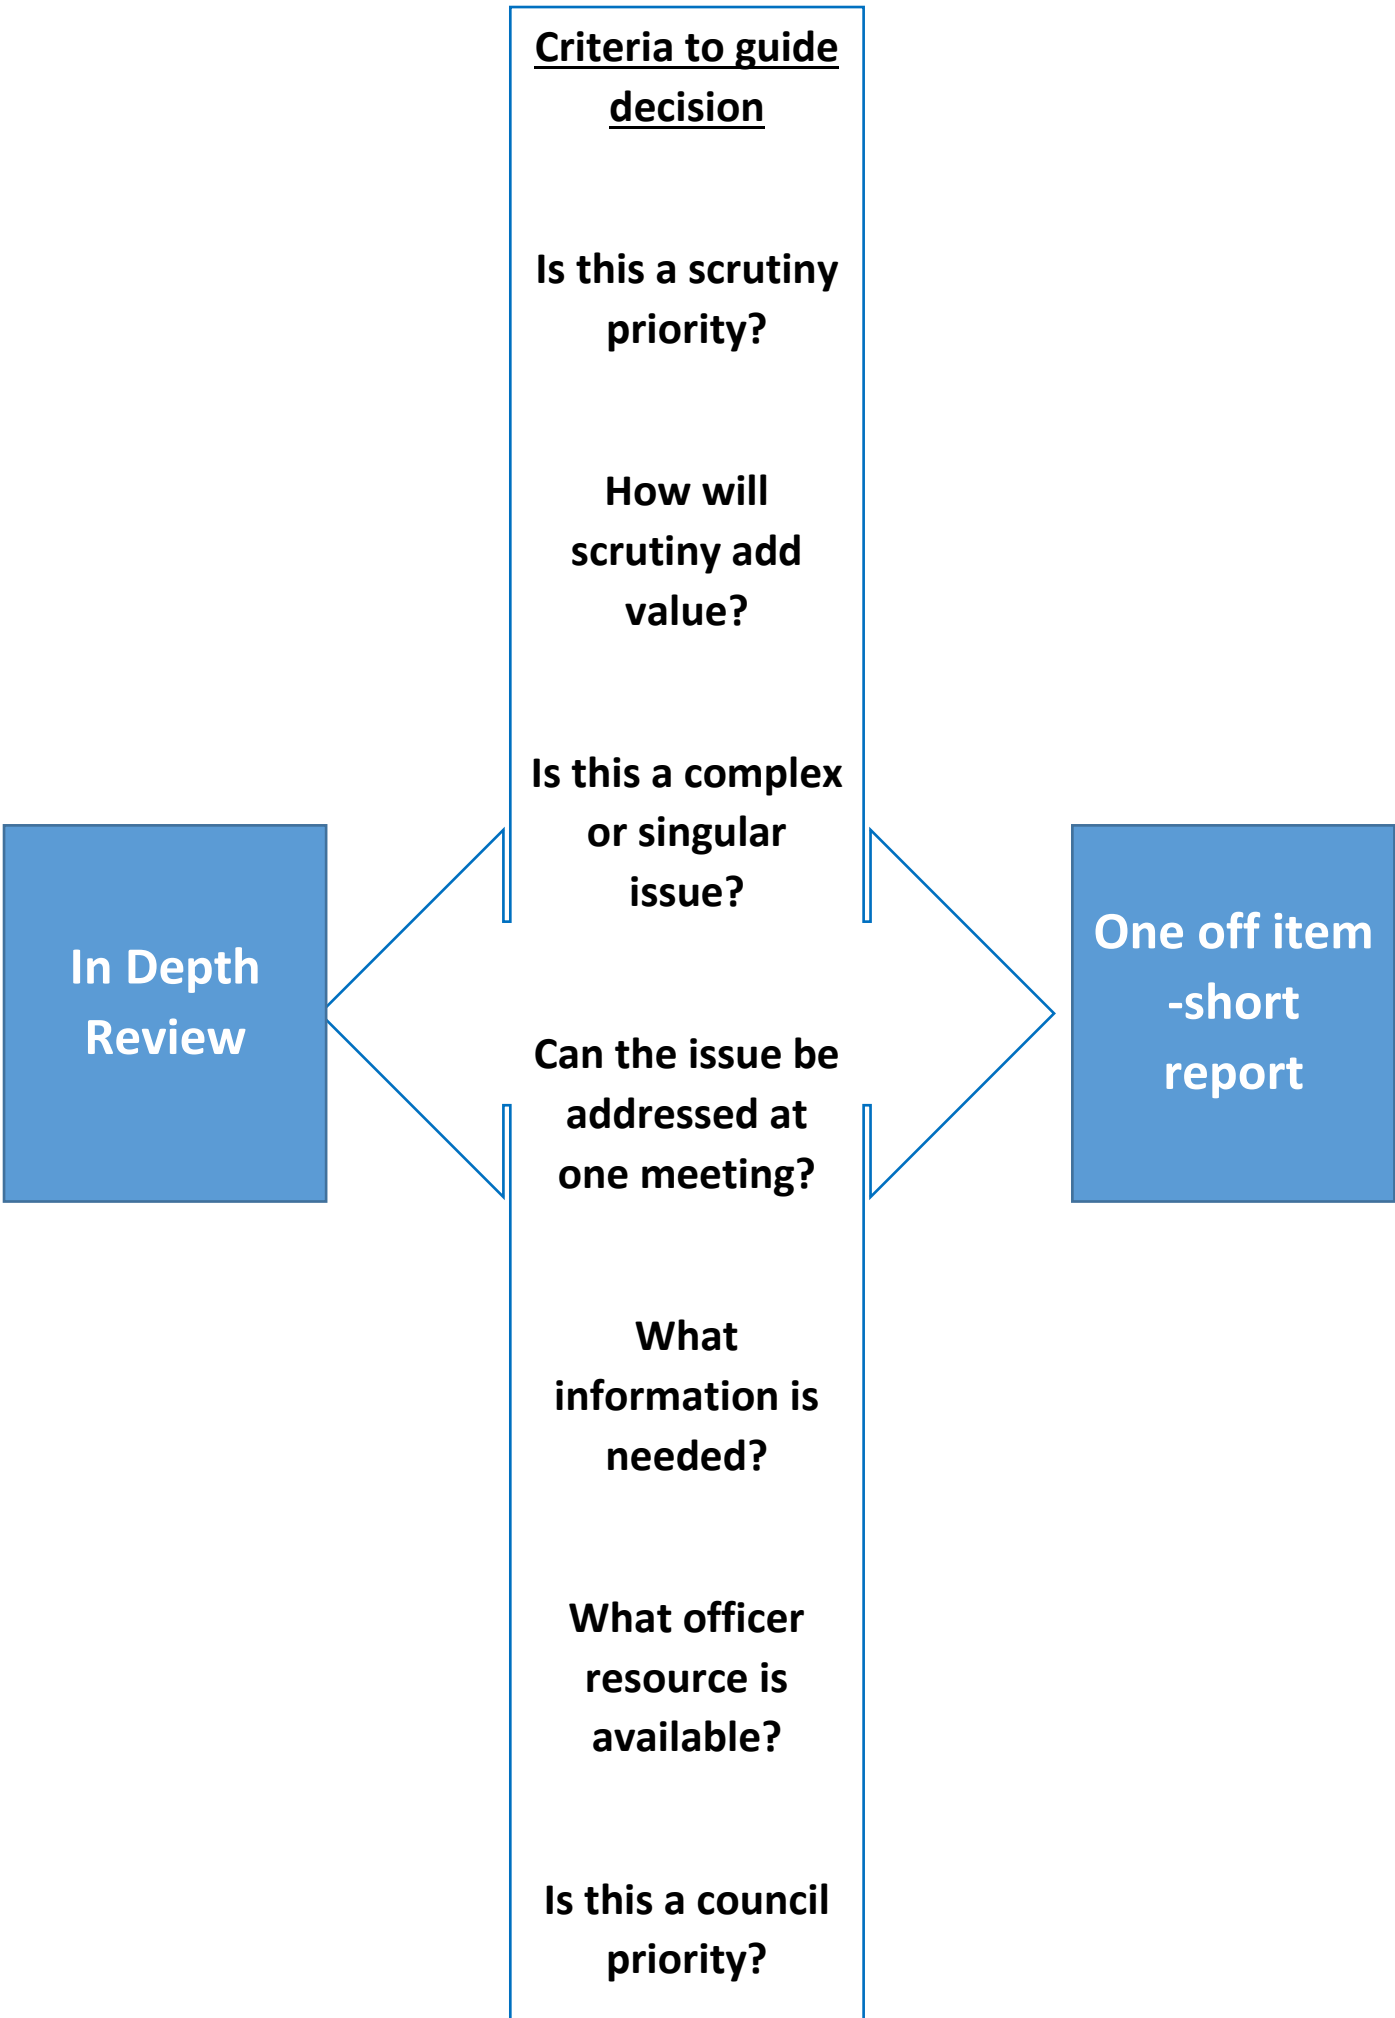 Criteria to guide
decision
Is this a scrutiny
priority?
How will
scrutiny add
value?
Is this a complex
or singular
issue?
In Depth
Review
One off item
-short
report
Can the issue be
addressed at
one meeting?
What
information is
needed?
What officer
resource is
available?
Is this a council
priority?